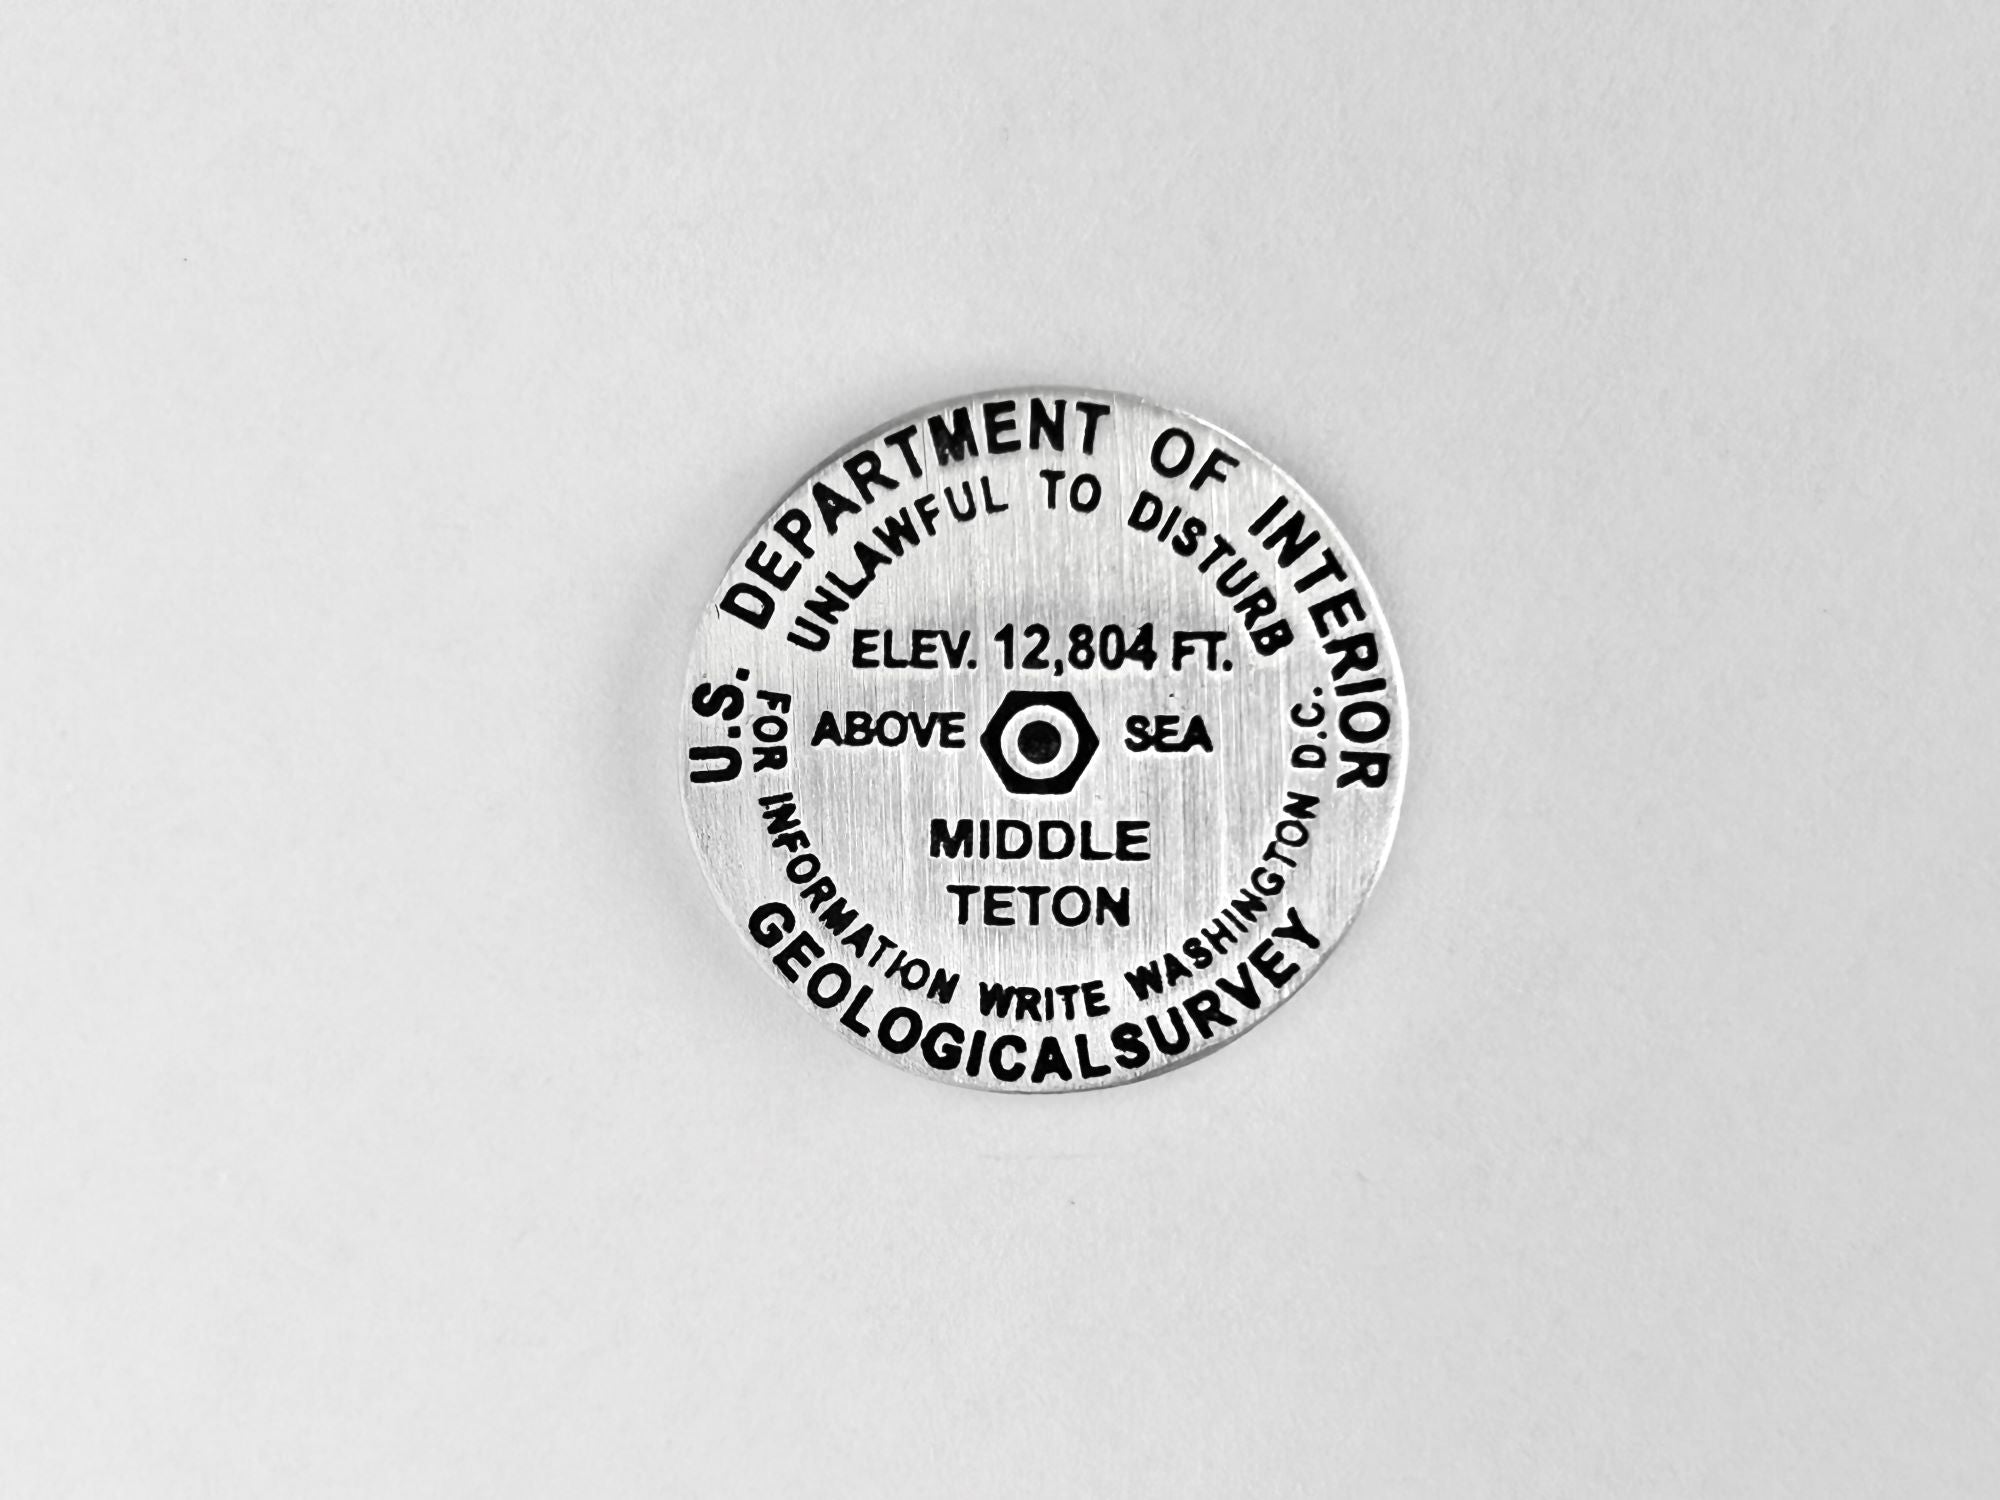 U.S. DEPARTMENT OF INTERIOR
UNLAWFUL TO DISTURB
ELEV. 12,804 FT.
ABOVE SEA
MIDDLE
TETON
FOR INFORMATION WRITE WASHINGTON D.C.
GEOLOGICALSURVEY